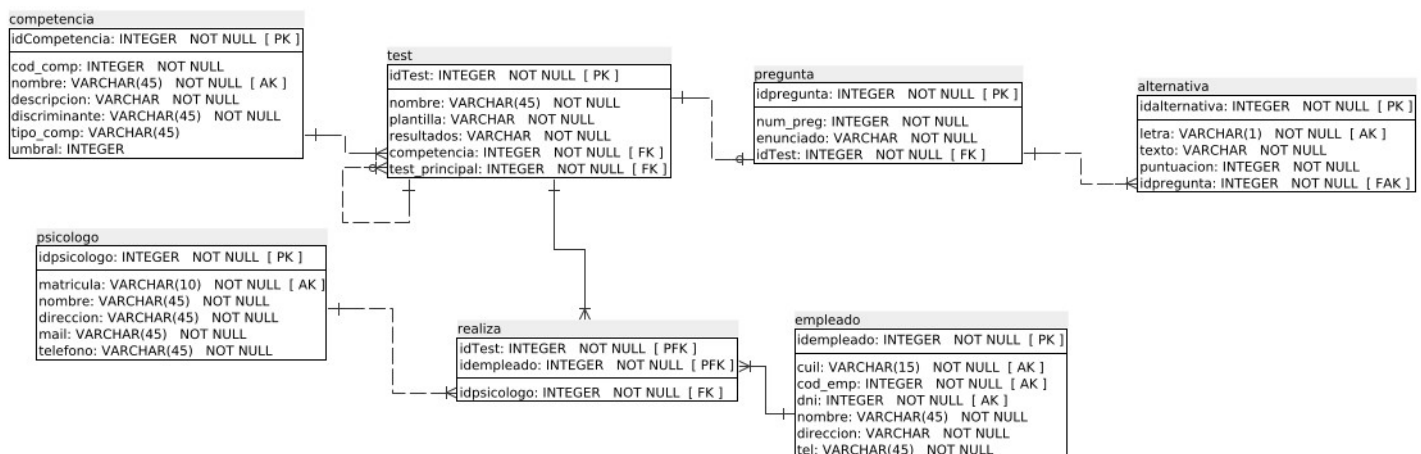 competencia
idCompetencia: INTEGER NOT NULL [ PK ]
cod_comp: INTEGER NOT NULL
nombre: VARCHAR(45) NOT NULL [ AK ]
descripcion: VARCHAR NOT NULL
discriminante: VARCHAR(45) NOT NULL
tipo_comp: VARCHAR(45)
umbral: INTEGER
test
idTest: INTEGER NOT NULL [ PK ]
nombre: VARCHAR(45) NOT NULL
plantilla: VARCHAR NOT NULL
resultados: VARCHAR NOT NULL
competencia: INTEGER NOT NULL [ FK ]
test_principal: INTEGER NOT NULL [ FK ]
pregunta
idpregunta: INTEGER NOT NULL [ PK ]
num_preg: INTEGER NOT NULL
enunciado: VARCHAR NOT NULL
idTest: INTEGER NOT NULL [ FK ]
alternativa
idalternativa: INTEGER NOT NULL [ PK ]
letra: VARCHAR(1) NOT NULL [ AK ]
texto: VARCHAR NOT NULL
puntuacion: INTEGER NOT NULL
idpregunta: INTEGER NOT NULL [ FAK ]
psicologo
idpsicologo: INTEGER NOT NULL [ PK ]
matricula: VARCHAR(10) NOT NULL [ AK ]
nombre: VARCHAR(45) NOT NULL
direccion: VARCHAR(45) NOT NULL
mail: VARCHAR(45) NOT NULL
telefono: VARCHAR(45) NOT NULL
realiza
idTest: INTEGER NOT NULL [ PFK ]
idempleado: INTEGER NOT NULL [ PFK ]
idpsicologo: INTEGER NOT NULL [ FK ]
empleado
idempleado: INTEGER NOT NULL [ PK ]
cuil: VARCHAR(15) NOT NULL [ AK ]
cod_emp: INTEGER NOT NULL [ AK ]
dni: INTEGER NOT NULL [ AK ]
nombre: VARCHAR(45) NOT NULL
direccion: VARCHAR NOT NULL
tel: VARCHAR(45) NOT NULL